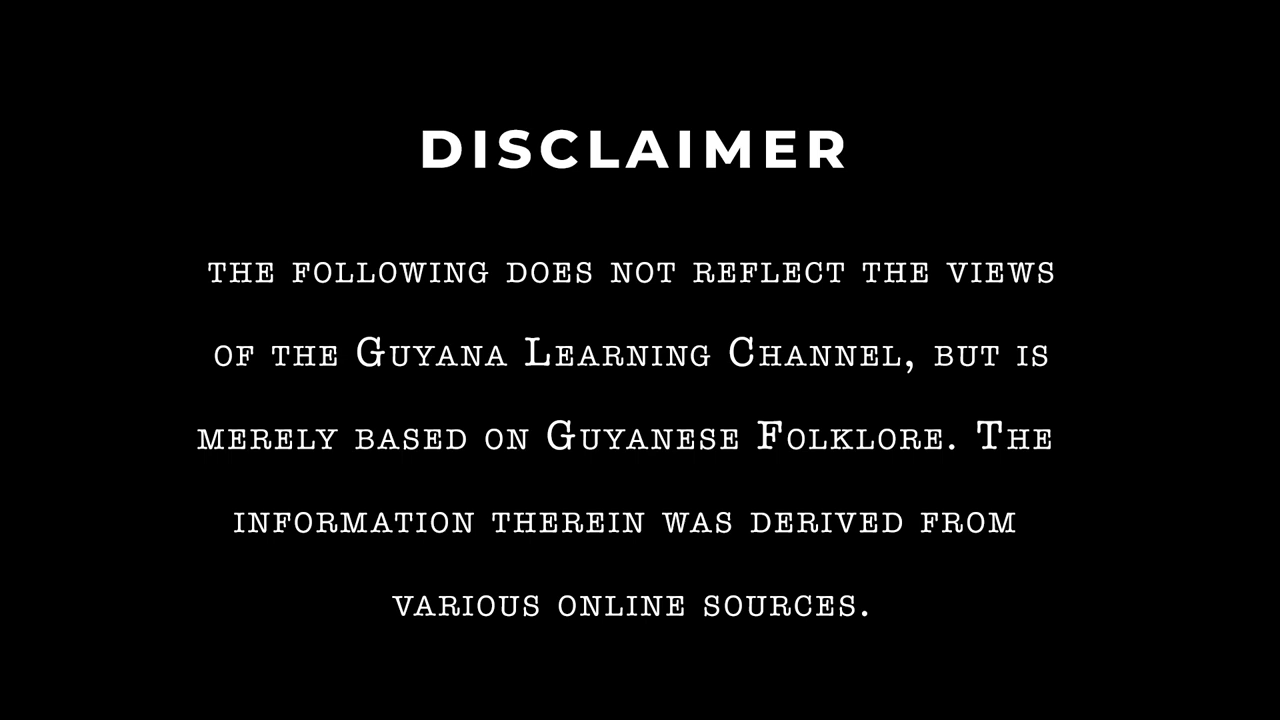 DISCLAIMER
THE FOLLOWING DOES NOT REFLECT THE VIEWS
OF THE GUYANA LEARNING CHANNEL, BUT IS
MERELY BASED ON GUYANESE FOLKLORE. THE
INFORMATION THEREIN WAS DERIVED FROM
VARIOUS ONLINE SOURCES.